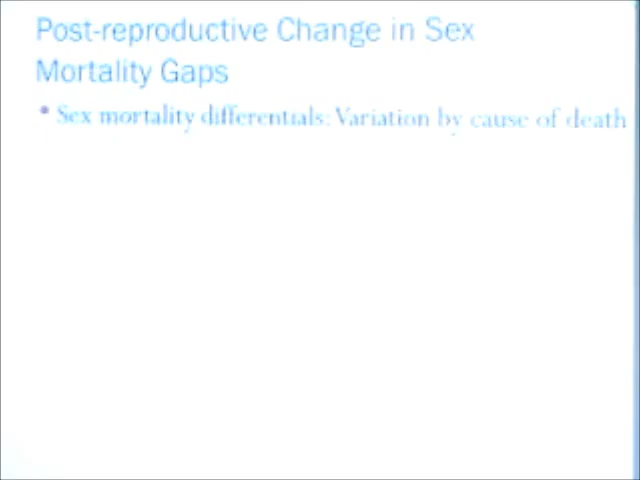 Post-reproductive Change in Sex
Mortality Gaps
• Sex mortality differentials: Variation by cause of death